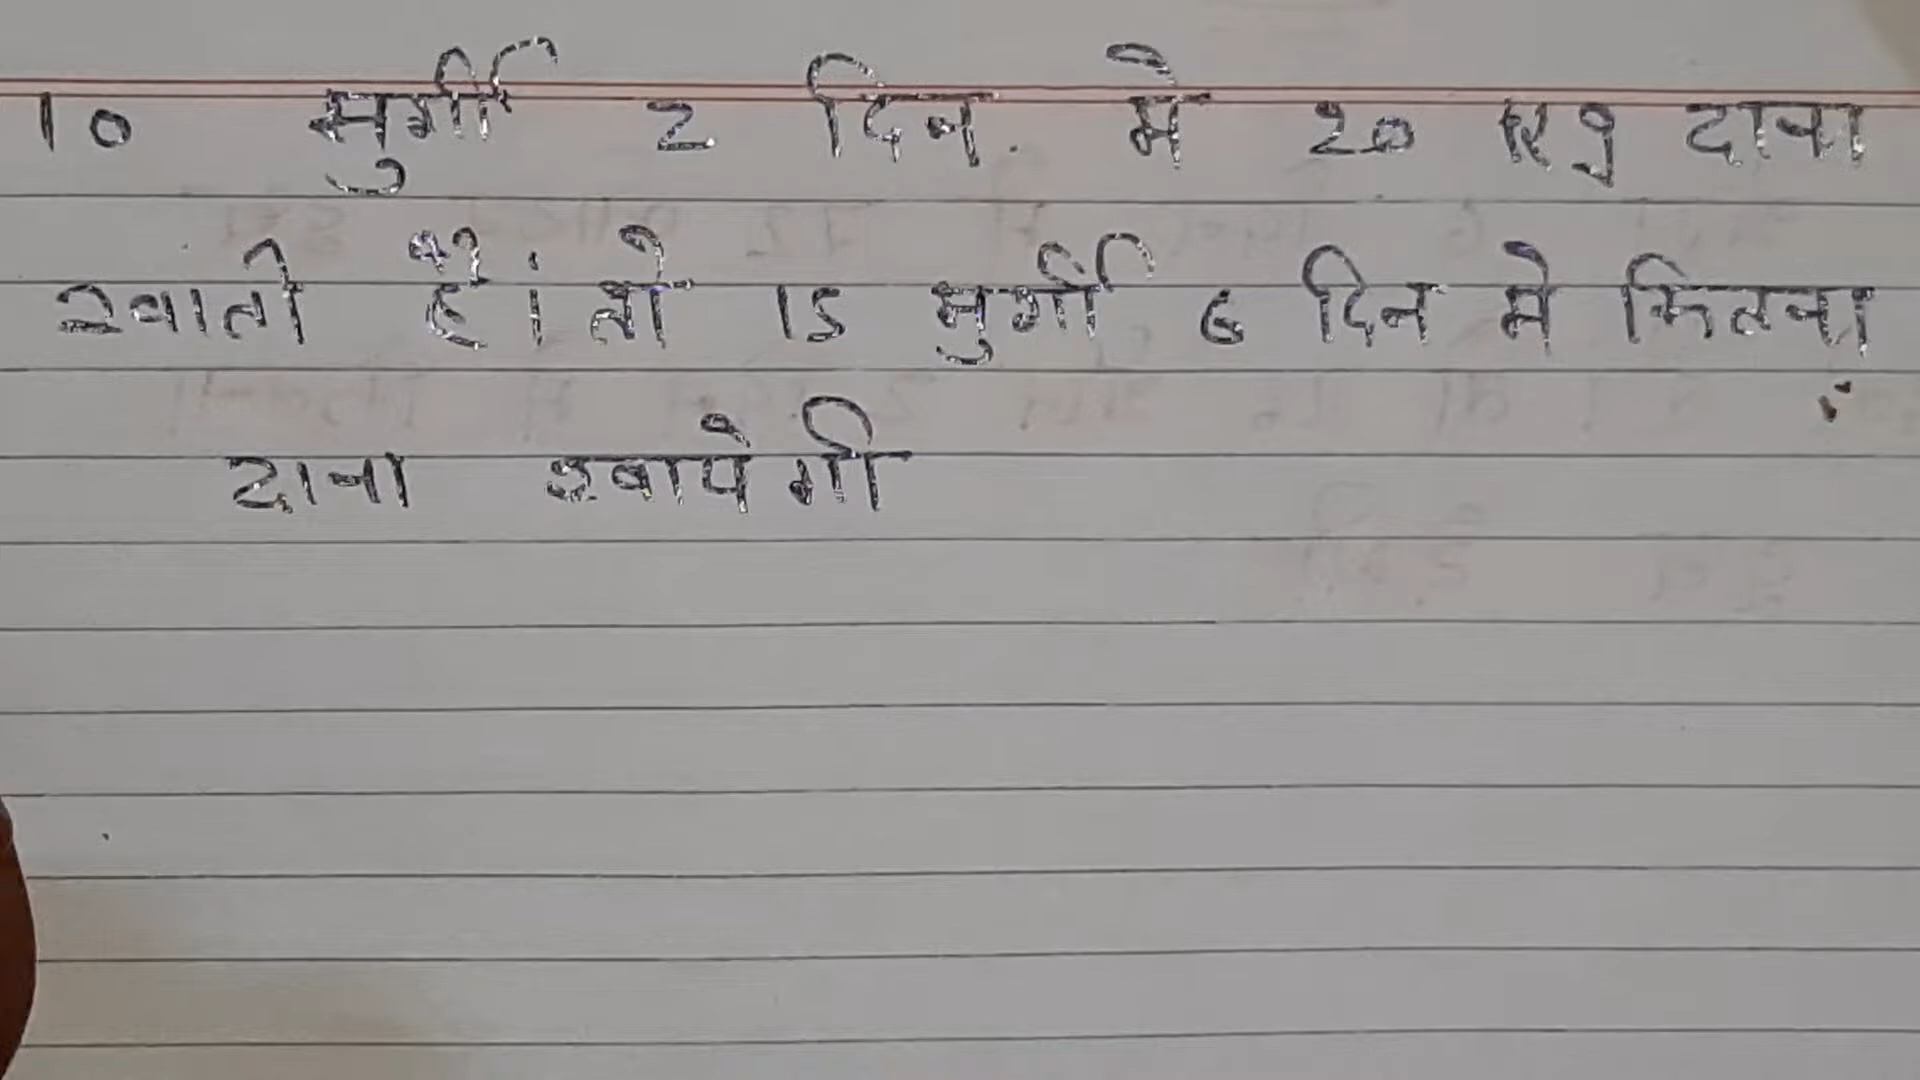 10 मुर्गी 2 दिन. में 20 kg दाना
खाती हैं। तो 15 मुर्गी 6 दिन में कितना
दाना खायेगी